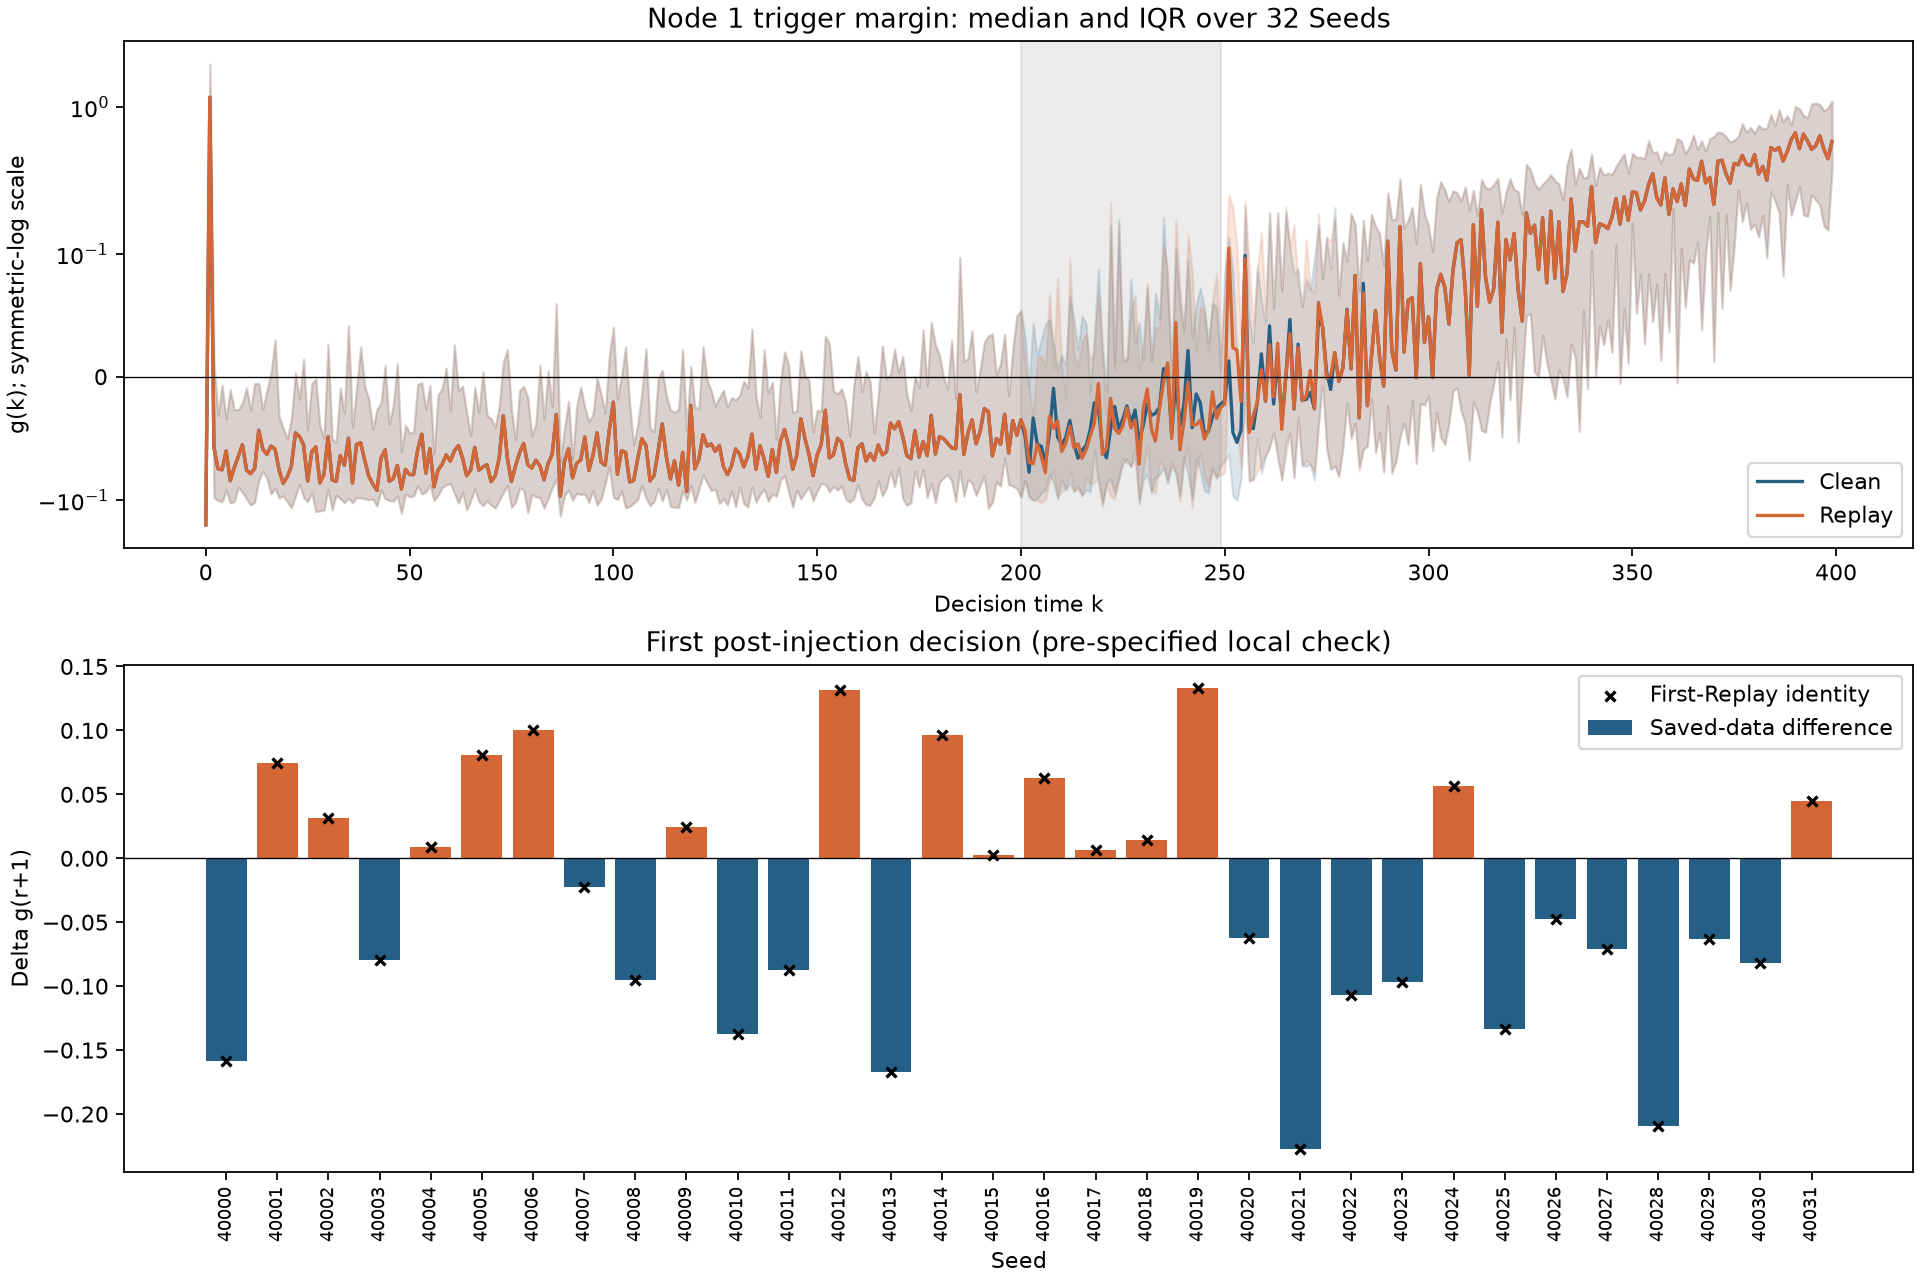 Node 1 trigger margin: median and IQR over 32 Seeds
g(k); symmetric-log scale
10⁰
10⁻¹
0
−10⁻¹
0 50 100 150 200 250 300 350 400
Decision time k
Clean
Replay
First post-injection decision (pre-specified local check)
Delta g(r+1)
0.15
0.10
0.05
0.00
−0.05
−0.10
−0.15
−0.20
First-Replay identity
Saved-data difference
40000 40001 40002 40003 40004 40005 40006 40007 40008 40009 40010 40011 40012 40013 40014 40015 40016 40017 40018 40019 40020 40021 40022 40023 40024 40025 40026 40027 40028 40029 40030 40031
Seed